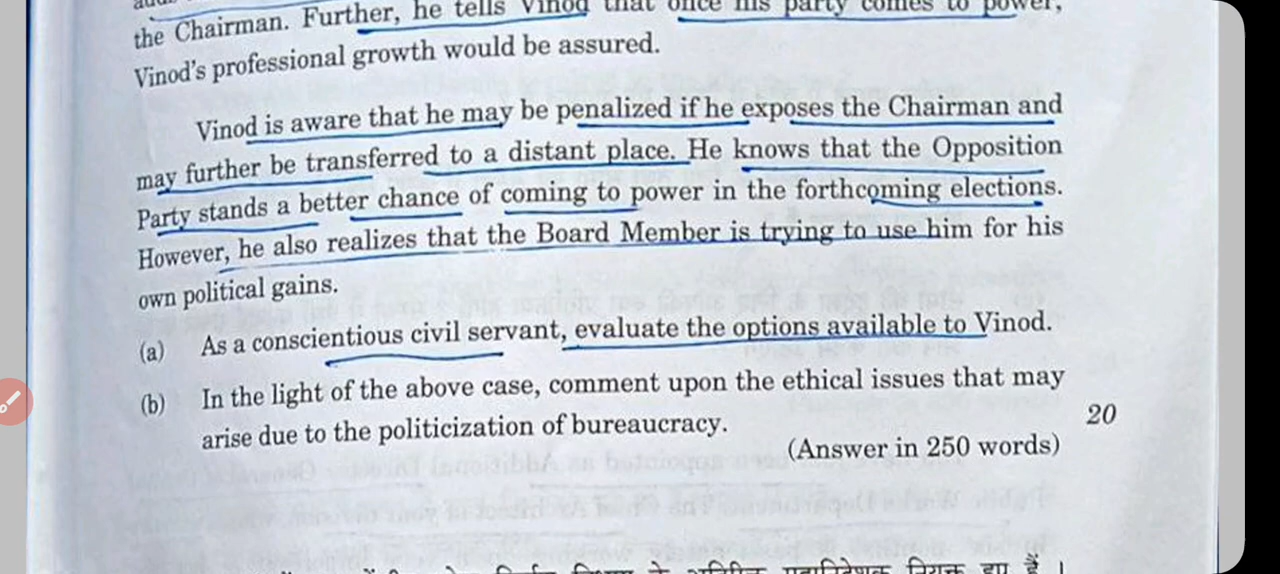 the Chairman. Further, he tells Vinod that once his party comes to power,
Vinod's professional growth would be assured.
Vinod is aware that he may be penalized if he exposes the Chairman and
may further be transferred to a distant place. He knows that the Opposition
Party stands a better chance of coming to power in the forthcoming elections.
However, he also realizes that the Board Member is trying to use him for his
own political gains.
(a) As a conscientious civil servant, evaluate the options available to Vinod.
(b) In the light of the above case, comment upon the ethical issues that may
arise due to the politicization of bureaucracy.
20
(Answer in 250 words)